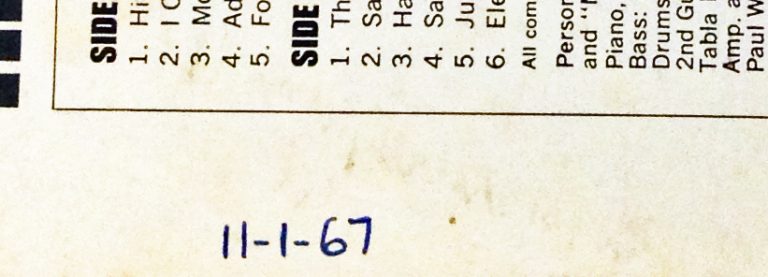 SIDE
1. Hi
2. I
3. Mo
4. Ad
5. Fo
SIDE
1. Th
2. Sa
3. Ha
4. Sa
5. Ju
6. Ele
All com
Person
and "
Piano,
Bass:
Drums
2nd Gu
Tabla
Amp. a
Paul W
11-1-67